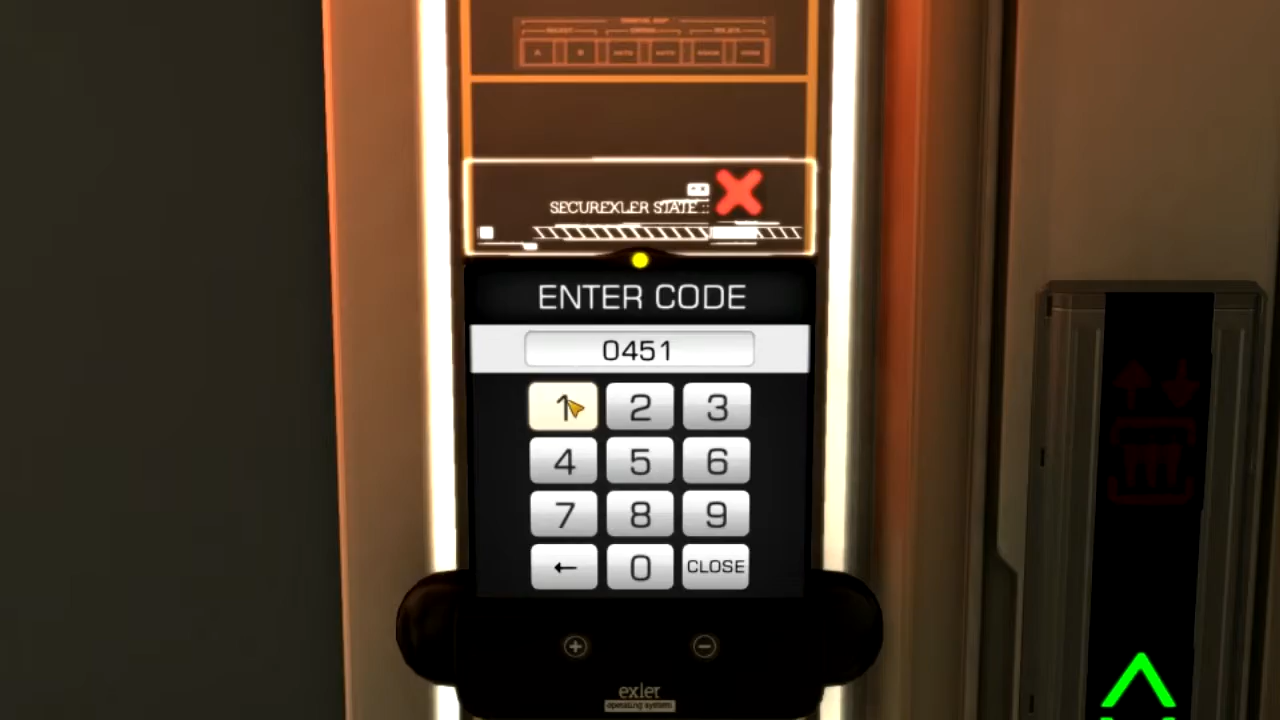 A B
SECUREXLER STATE ::
ENTER CODE
0451
1 2 3
4 5 6
7 8 9
← 0 CLOSE
exler
operating system